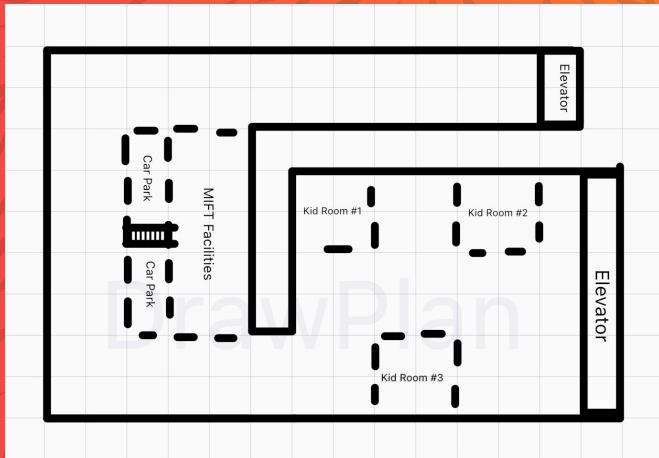 Elevator
Car Park
MIFT Facilities
Kid Room #1
Kid Room #2
Car Park
Elevator
DrawPlan
Kid Room #3